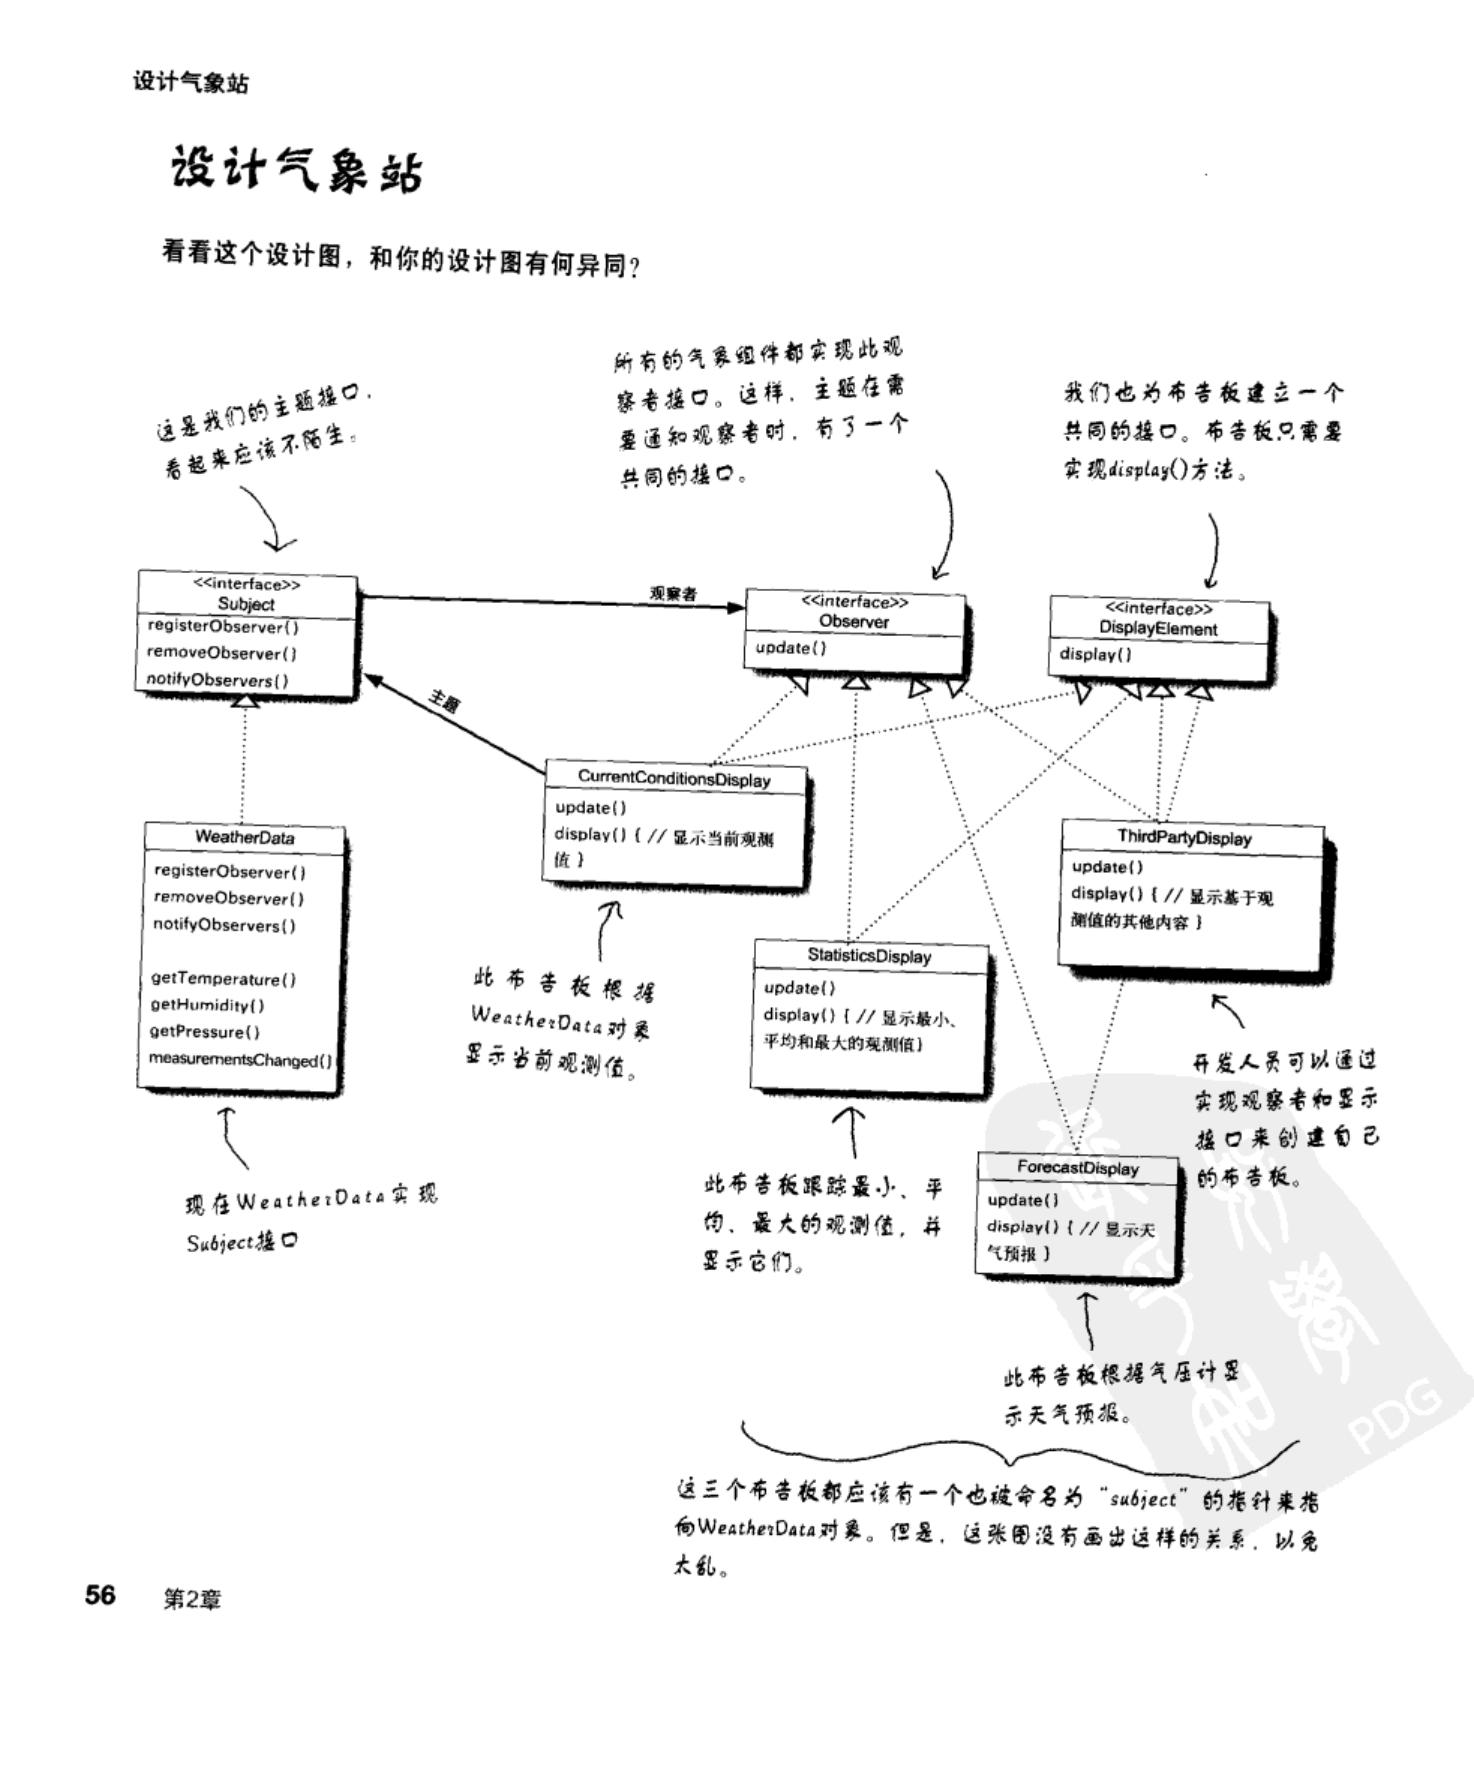 设计气象站
设计气象站
看看这个设计图，和你的设计图有何异同？
这是我们的主题接口，
看起来应该不陌生。
所有的气象组件都实现此观
察者接口。这样，主题在需
要通知观察者时，有了一个
共同的接口。
我们也为布告板建立一个
共同的接口。布告板只需要
实现display()方法。
<<interface>>
Subject
registerObserver()
removeObserver()
notifyObservers()
观察者
<<interface>>
Observer
update()
<<interface>>
DisplayElement
display()
主题
CurrentConditionsDisplay
update()
display() { // 显示当前观测
值 }
WeatherData
registerObserver()
removeObserver()
notifyObservers()
getTemperature()
getHumidity()
getPressure()
measurementsChanged()
ThirdPartyDisplay
update()
display() { // 显示基于观
测值的其他内容 }
StatisticsDisplay
update()
display() { // 显示最小、
平均和最大的观测值}
此布告板根据
WeatherData对象
显示当前观测值。
开发人员可以通过
实现观察者和显示
接口来创建自己
的布告板。
现在WeatherData实现
Subject接口
此布告板跟踪最小、平
均、最大的观测值，并
显示它们。
ForecastDisplay
update()
display() { // 显示天
气预报 }
此布告板根据气压计显
示天气预报。
这三个布告板都应该有一个也被命名为“subject”的指针来指
向WeatherData对象。但是，这张图没有画出这样的关系，以免
太乱。
PDG
56 第2章